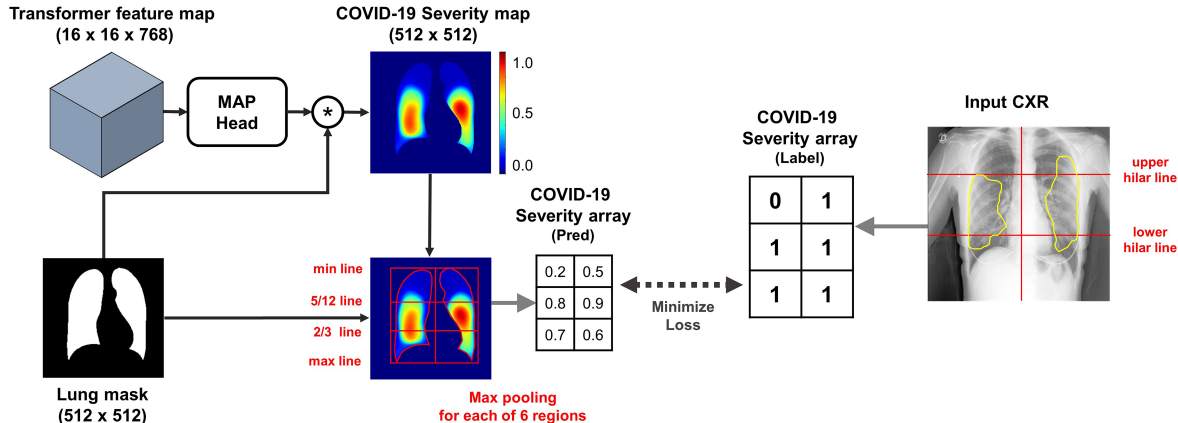 Transformer feature map
(16 x 16 x 768)
MAP
Head
*
COVID-19 Severity map
(512 x 512)
1.0
0.5
0.0
Lung mask
(512 x 512)
min line
5/12 line
2/3 line
max line
Max pooling
for each of 6 regions
COVID-19
Severity array
(Pred)
0.2 0.5
0.8 0.9
0.7 0.6
Minimize
Loss
COVID-19
Severity array
(Label)
0 1
1 1
1 1
Input CXR
upper
hilar line
lower
hilar line